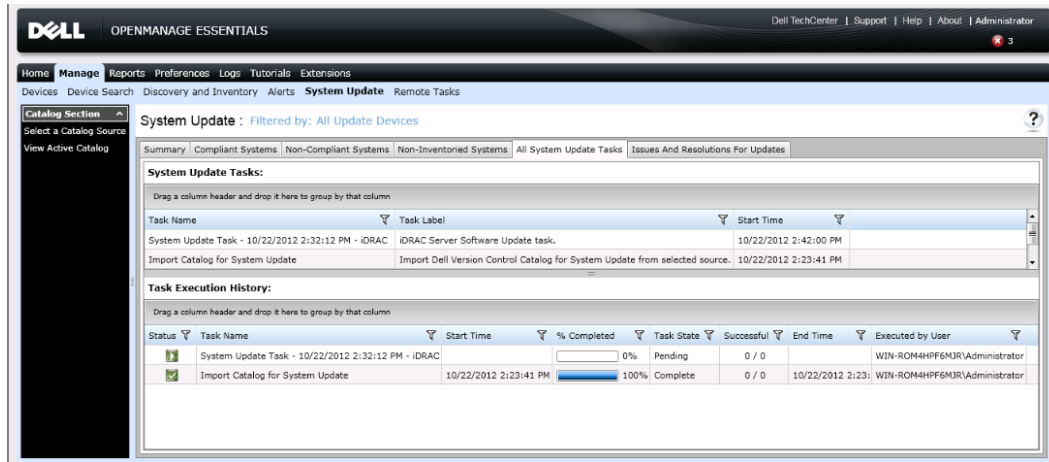 DELL OPENMANAGE ESSENTIALS
Dell TechCenter | Support | Help | About | Administrator
3
Home Manage Reports Preferences Logs Tutorials Extensions
Devices Device Search Discovery and Inventory Alerts System Update Remote Tasks
Catalog Section
Select a Catalog Source
View Active Catalog
System Update : Filtered by: All Update Devices
?
Summary Compliant Systems Non-Compliant Systems Non-Inventoried Systems All System Update Tasks Issues And Resolutions For Updates
System Update Tasks:
Drag a column header and drop it here to group by that column
Task Name Task Label Start Time
System Update Task - 10/22/2012 2:32:12 PM - iDRAC iDRAC Server Software Update task. 10/22/2012 2:42:00 PM
Import Catalog for System Update Import Dell Version Control Catalog for System Update from selected source. 10/22/2012 2:23:41 PM
Task Execution History:
Drag a column header and drop it here to group by that column
Status Task Name Start Time % Completed Task State Successful End Time Executed by User
System Update Task - 10/22/2012 2:32:12 PM - iDRAC 0% Pending 0 / 0 WIN-ROM4HPF6MJR\Administrator
Import Catalog for System Update 10/22/2012 2:23:41 PM 100% Complete 0 / 0 10/22/2012 2:23: WIN-ROM4HPF6MJR\Administrator